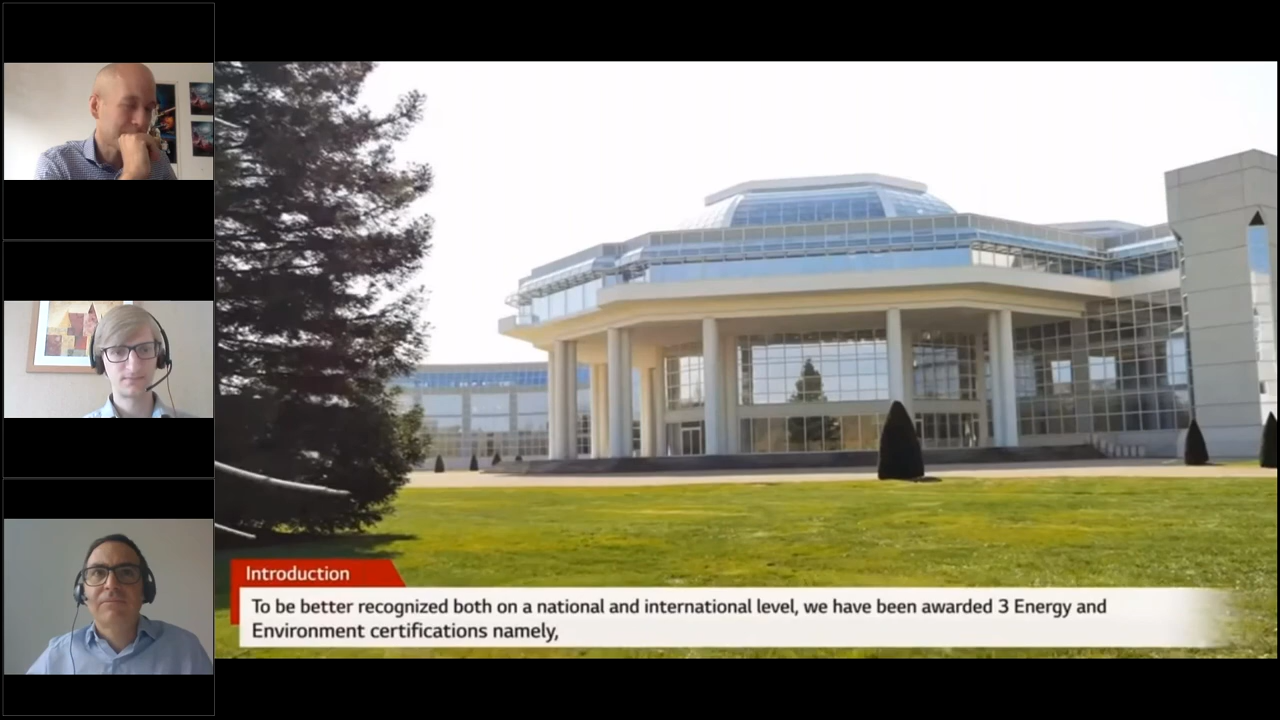 Introduction
To be better recognized both on a national and international level, we have been awarded 3 Energy and
Environment certifications namely,